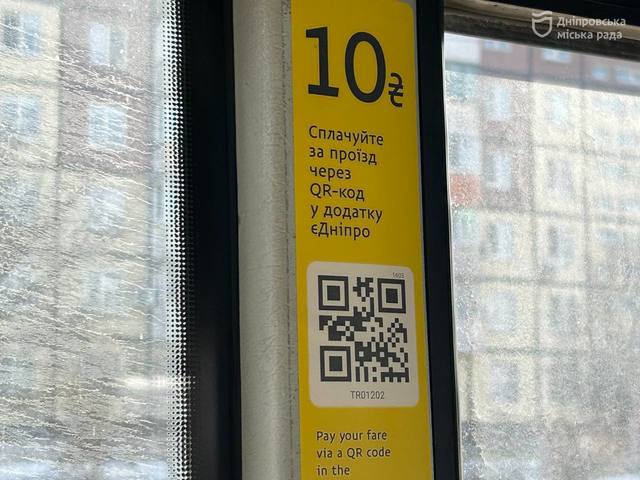 Дніпровська
міська рада
10₴
Сплачуйте
за проїзд
через
QR-код
у додатку
єДніпро
1603
TR01202
Pay your fare
via a QR code
in the